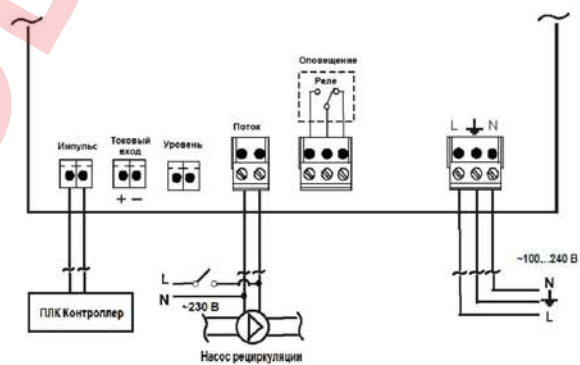 Оповещение
Реле
Поток
L N
Импульс
Токовый
вход
Уровень
+ −
~100...240 В
L
N
~230 В
N
L
ПЛК Контроллер
Насос рециркуляции